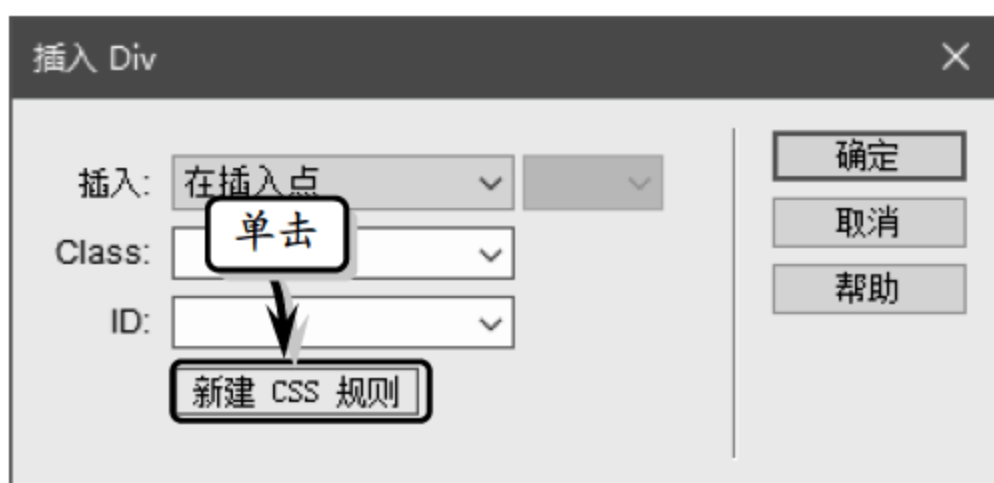 插入 Div
插入: 在插入点
确定
单击
取消
Class:
帮助
ID:
新建 CSS 规则